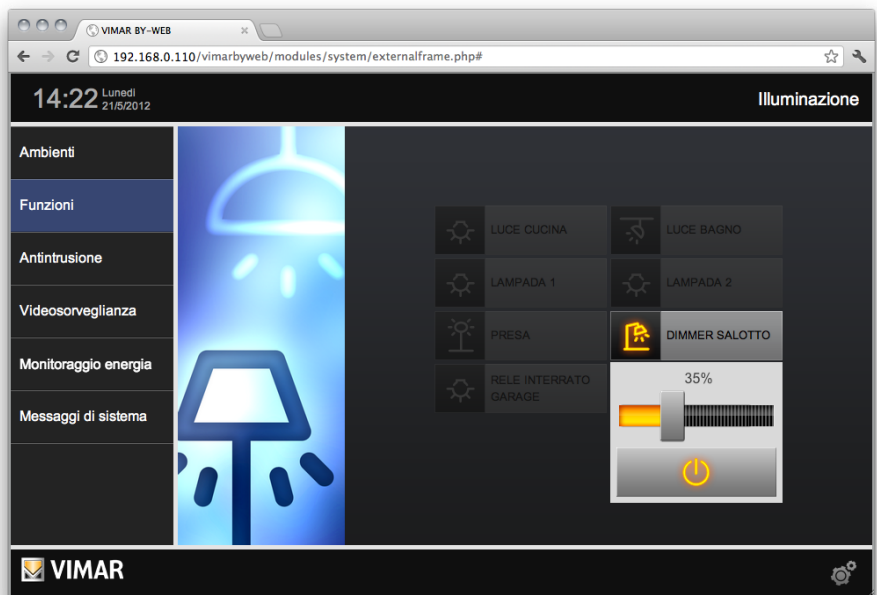 VIMAR BY-WEB
192.168.0.110/vimarbyweb/modules/system/externalframe.php#
14:22 Lunedì
21/5/2012
Illuminazione
Ambienti
Funzioni
Antintrusione
Videosorveglianza
Monitoraggio energia
Messaggi di sistema
LUCE CUCINA
LUCE BAGNO
LAMPADA 1
LAMPADA 2
PRESA
DIMMER SALOTTO
RELE INTERRATO
GARAGE
35%
VIMAR